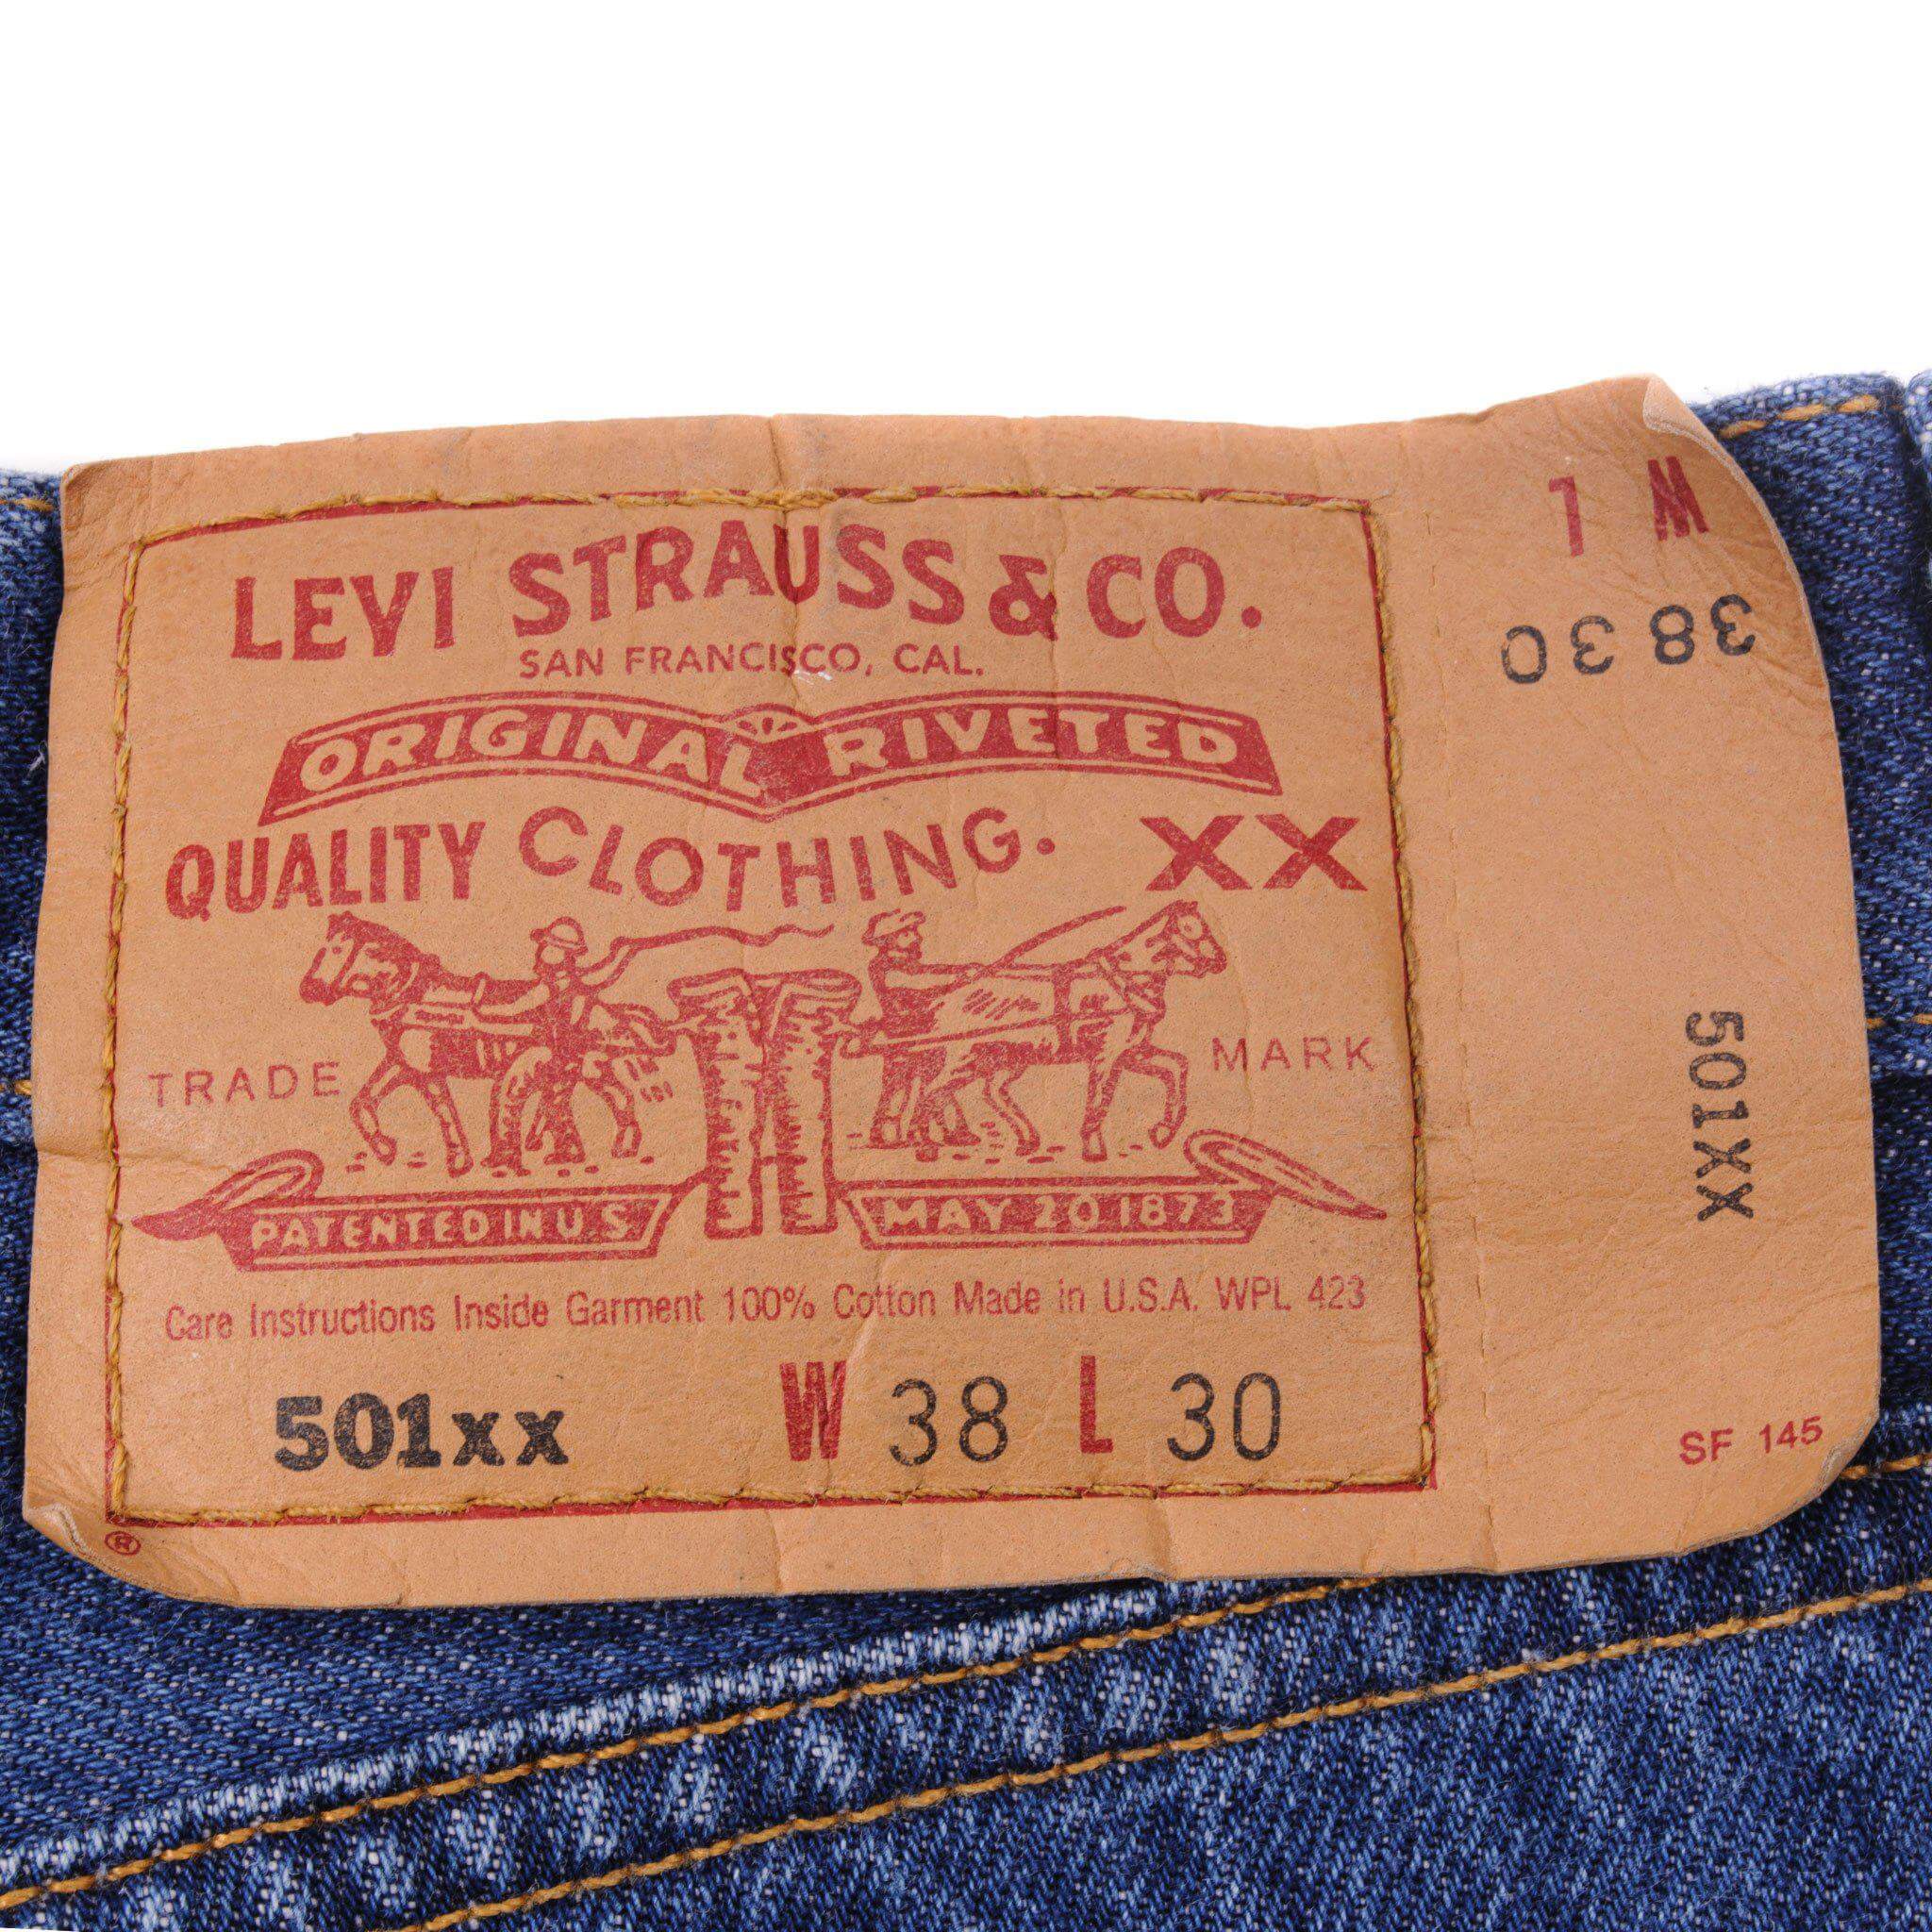 LEVI STRAUSS & CO.
SAN FRANCISCO, CAL.
ORIGINAL RIVETED
QUALITY CLOTHING. XX
TRADE MARK
PATENTED IN U.S. MAY 20 1873
Care Instructions Inside Garment 100% Cotton Made in U.S.A. WPL 423
501xx W 38 L 30
®
W L
38 30
501XX
SF 145